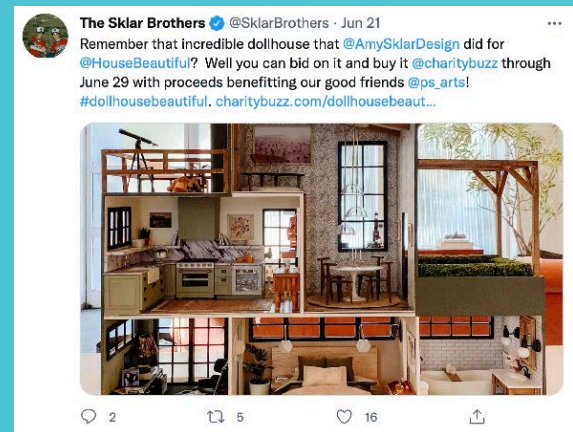 The Sklar Brothers @SklarBrothers · Jun 21
Remember that incredible dollhouse that @AmySklarDesign did for
@HouseBeautiful? Well you can bid on it and buy it @charitybuzz through
June 29 with proceeds benefitting our good friends @ps_arts!
#dollhousebeautiful. charitybuzz.com/dollhousebeaut...
2 5 16